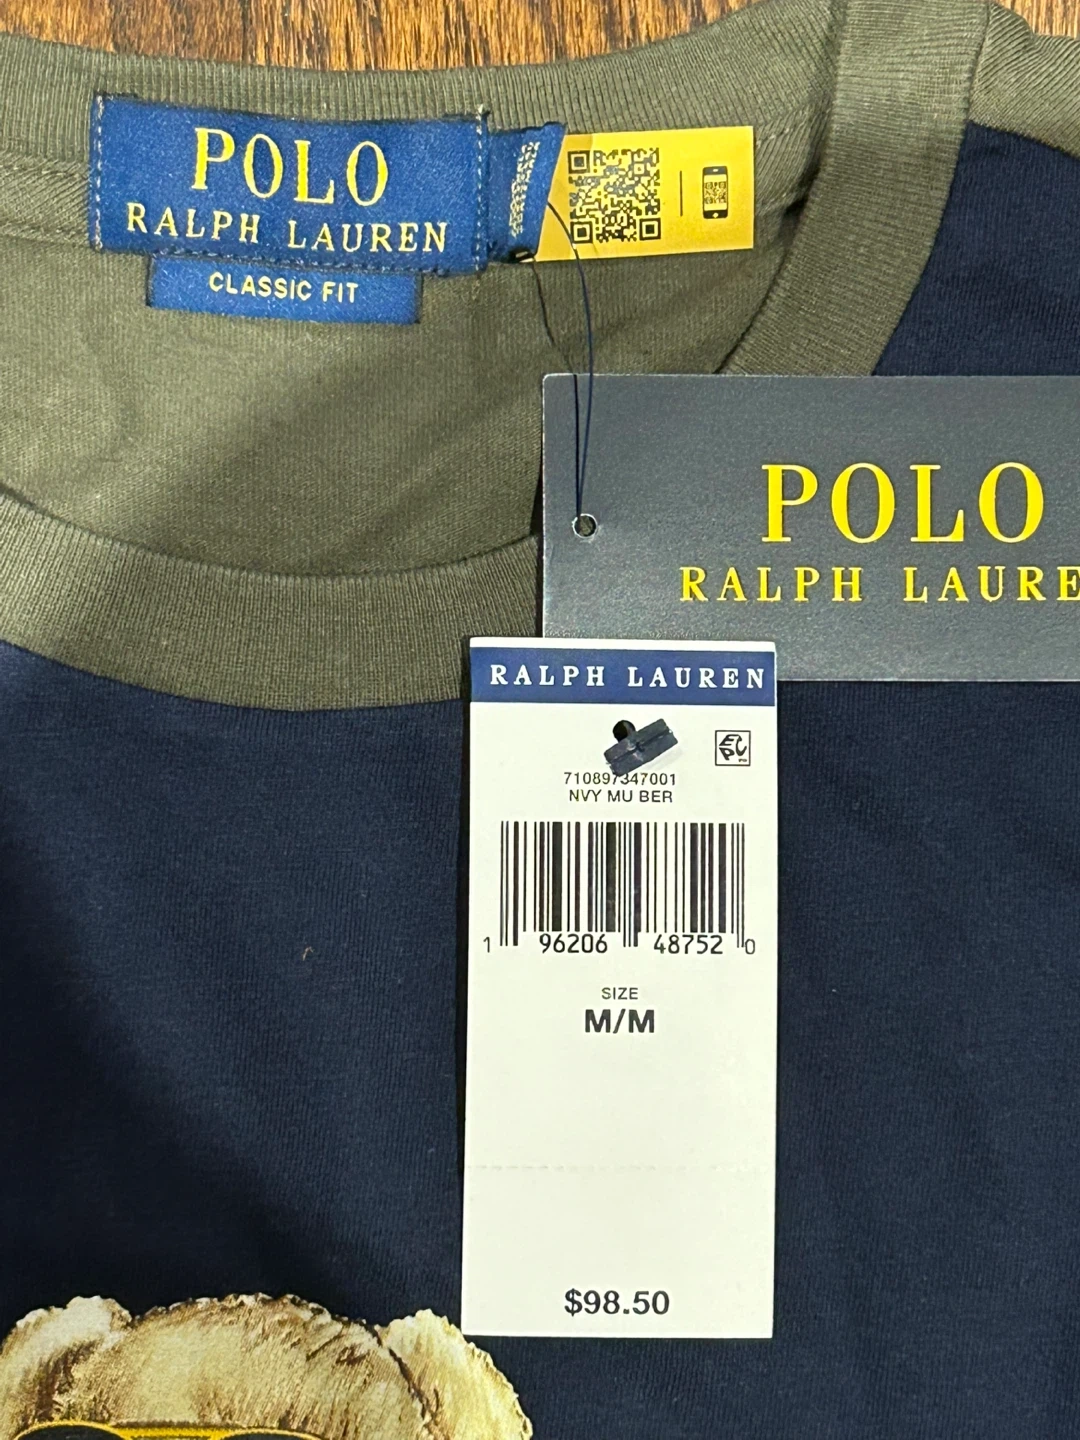 POLO
RALPH LAUREN
CLASSIC FIT
POLO
RALPH LAURE
RALPH LAUREN
710897347001
NVY MU BER
1 96206 48752 0
SIZE
M/M
$98.50